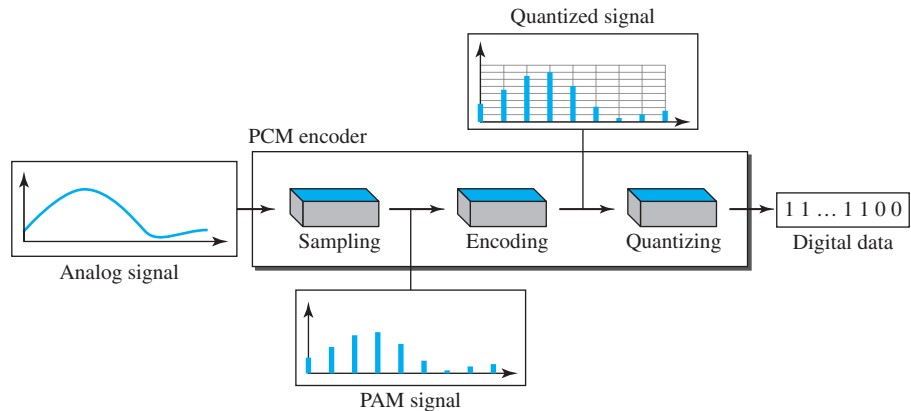 Quantized signal
PCM encoder
Sampling
Encoding
Quantizing
1 1 ... 1 1 0 0
Digital data
Analog signal
PAM signal